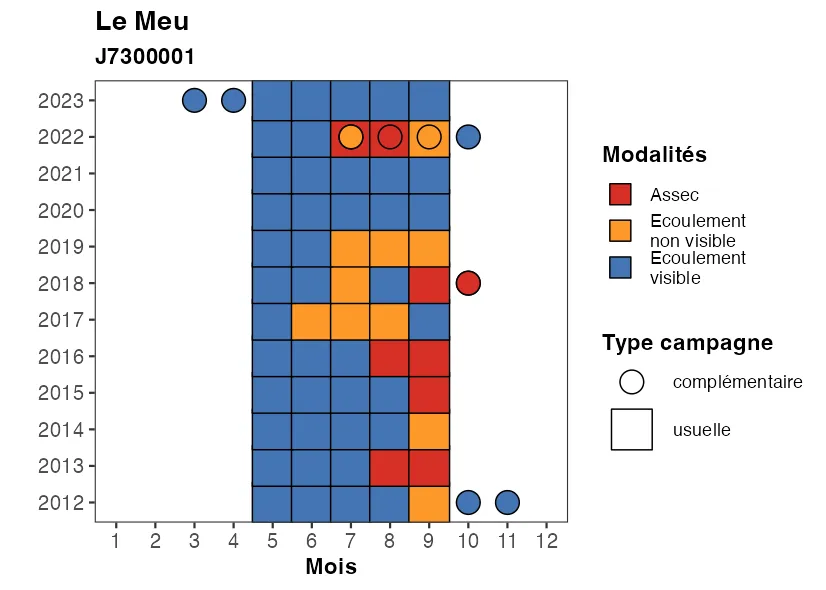 Le Meu
J7300001
2023
2022
2021
2020
2019
2018
2017
2016
2015
2014
2013
2012
1 2 3 4 5 6 7 8 9 10 11 12
Mois
Modalités
Assec
Ecoulement
non visible
Ecoulement
visible
Type campagne
complémentaire
usuelle